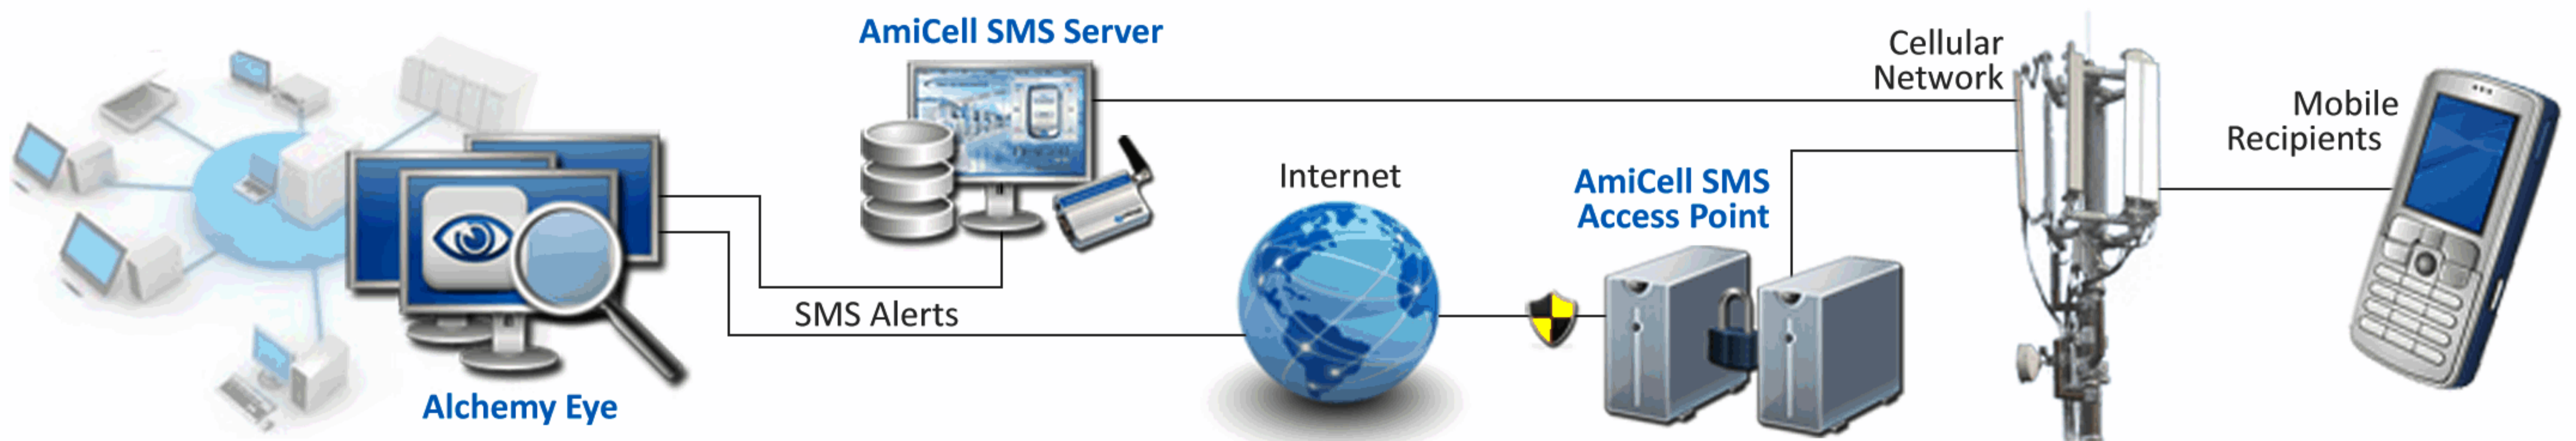 AmiCell SMS Server
Cellular
Network
Mobile
Recipients
Internet
AmiCell SMS
Access Point
SMS Alerts
Alchemy Eye